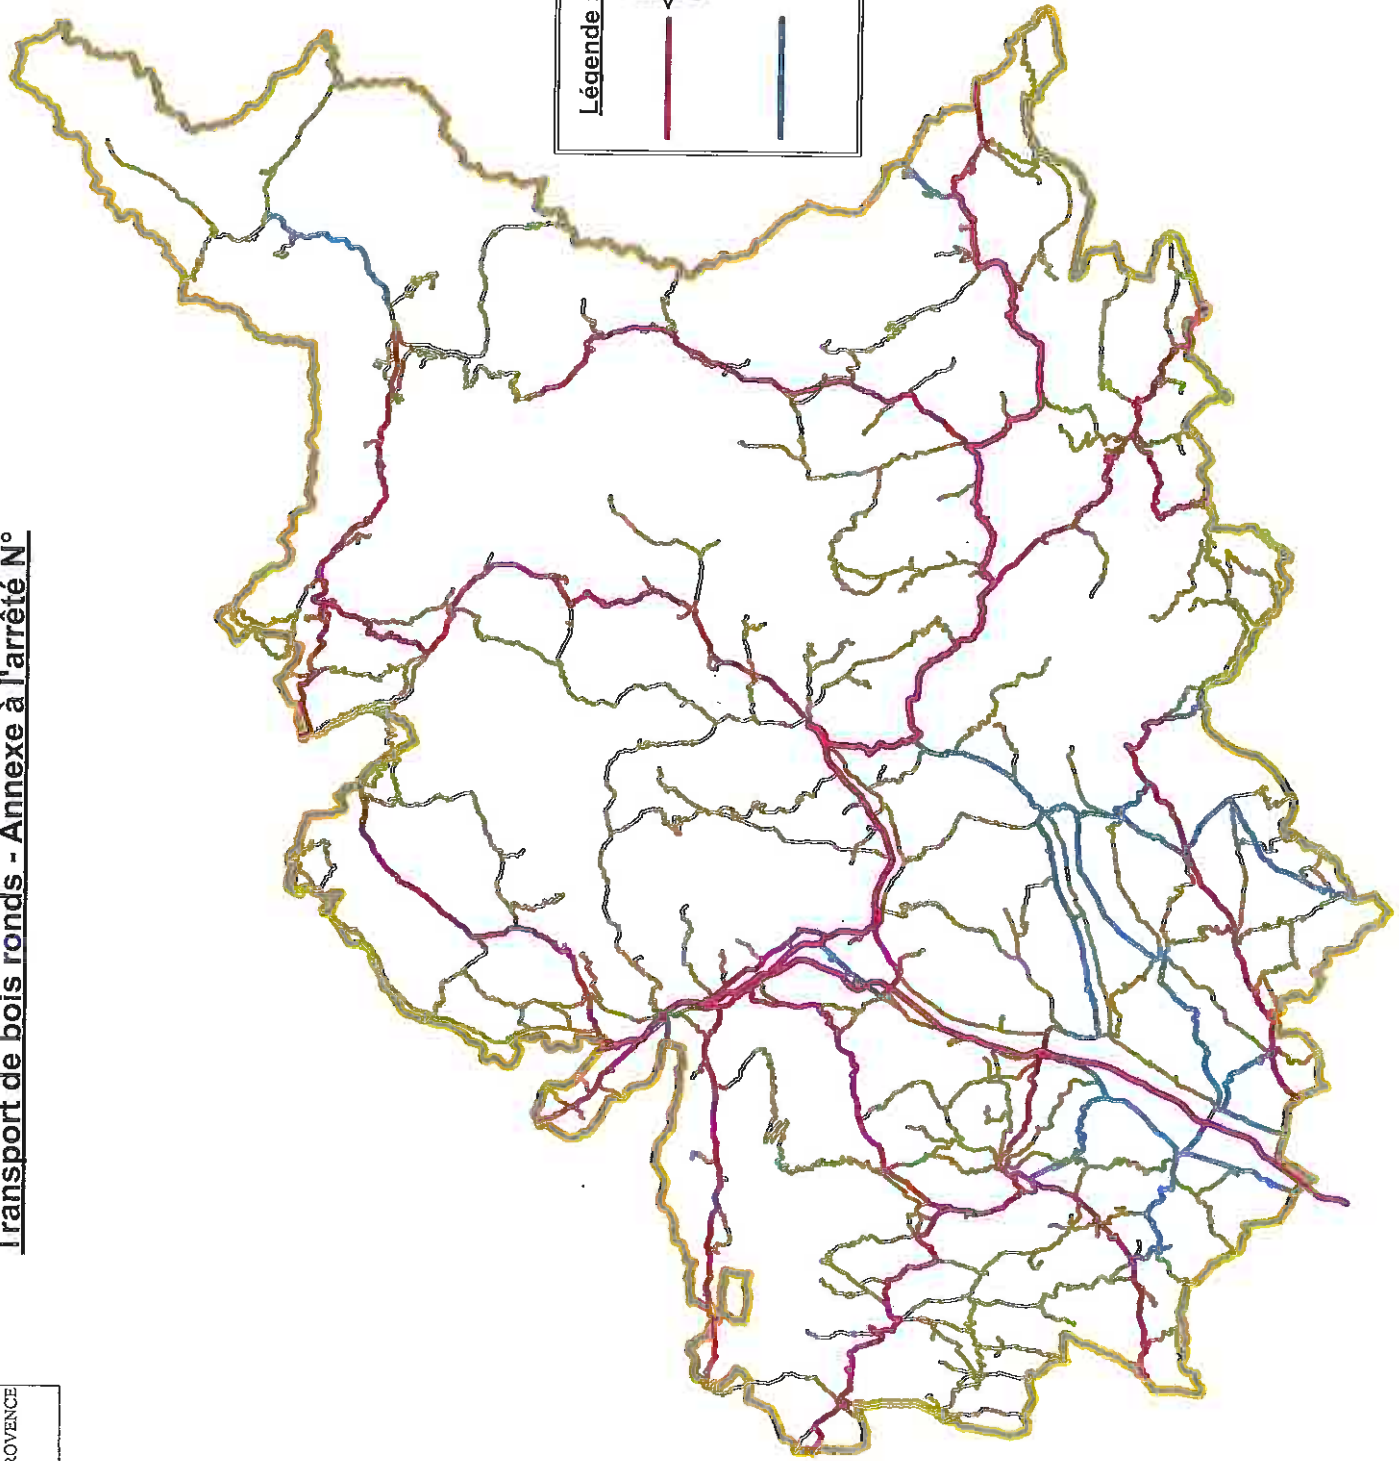 Transport de bois ronds - Annexe à l'arrêté N°
ROVENCE
Légende :